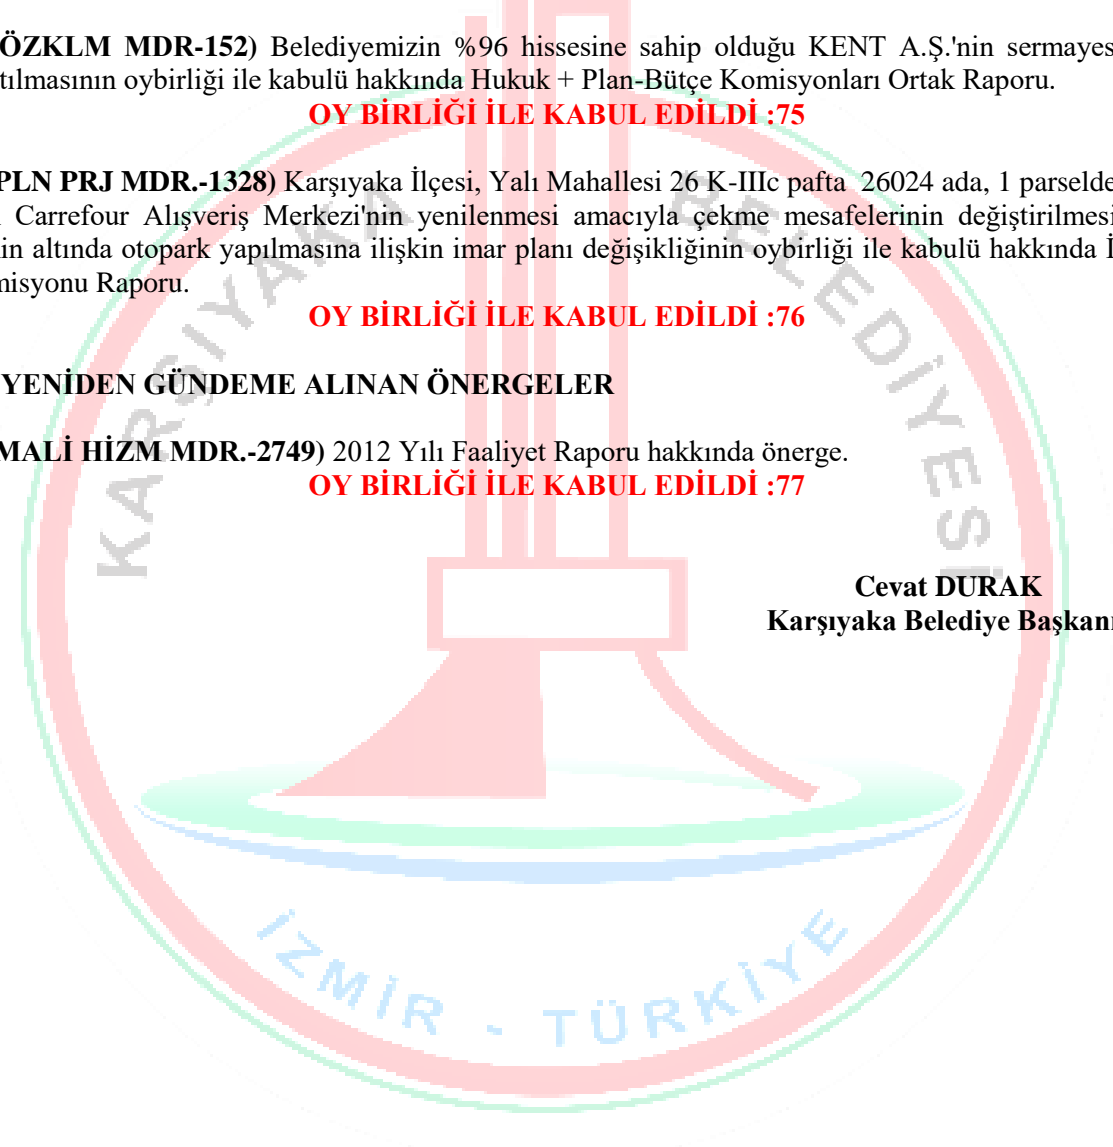 ÖZKLM MDR-152) Belediyemizin %96 hissesine sahip olduğu KENT A.Ş.'nin
tılmasının oybirliği ile kabulü hakkında Hukuk + Plan-Bütçe Komisyonları Ortak Raporu.
OY BİRLİĞİ İLE KABUL EDİLDİ :75
PLN PRJ MDR.-1328) Karşıyaka İlçesi, Yalı Mahallesi 26 K-IIIc pafta 26024 ada, 1 parselde
Carrefour Alışveriş Merkezi'nin yenilenmesi amacıyla çekme mesafelerinin değiştirilmesi
in altında otopark yapılmasına ilişkin imar planı değişikliğinin oybirliği ile kabulü hakkında
misyonu Raporu.
OY BİRLİĞİ İLE KABUL EDİLDİ :76
YENİDEN GÜNDEME ALINAN ÖNERGELER
MALİ HİZM MDR.-2749) 2012 Yılı Faaliyet Raporu hakkında önerge.
OY BİRLİĞİ İLE KABUL EDİLDİ :77
Cevat DURAK
Karşıyaka Belediye Başkanı
KARŞIYAKA BELEDİYESİ
İZMİR - TÜRKİYE